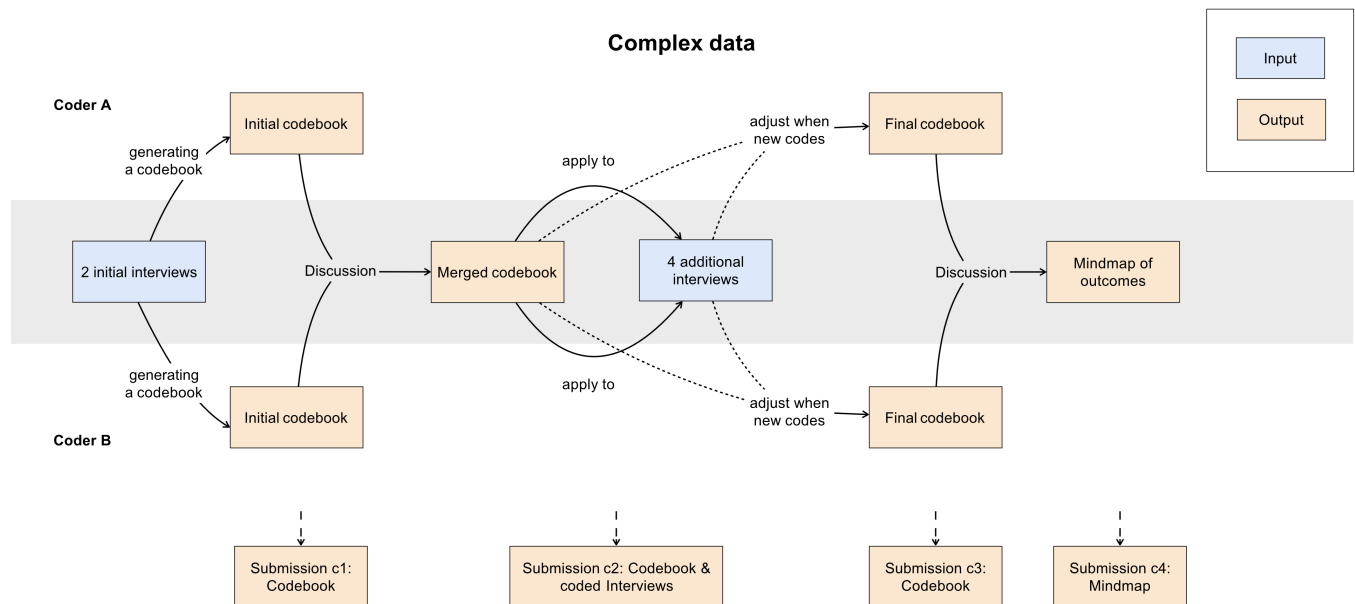 Complex data
Input
Output
Coder A
Initial codebook
generating
a codebook
apply to
adjust when
new codes
Final codebook
2 initial interviews
Discussion
Merged codebook
4 additional
interviews
Discussion
Mindmap of
outcomes
generating
a codebook
apply to
adjust when
new codes
Initial codebook
Final codebook
Coder B
Submission c1:
Codebook
Submission c2: Codebook &
coded Interviews
Submission c3:
Codebook
Submission c4:
Mindmap